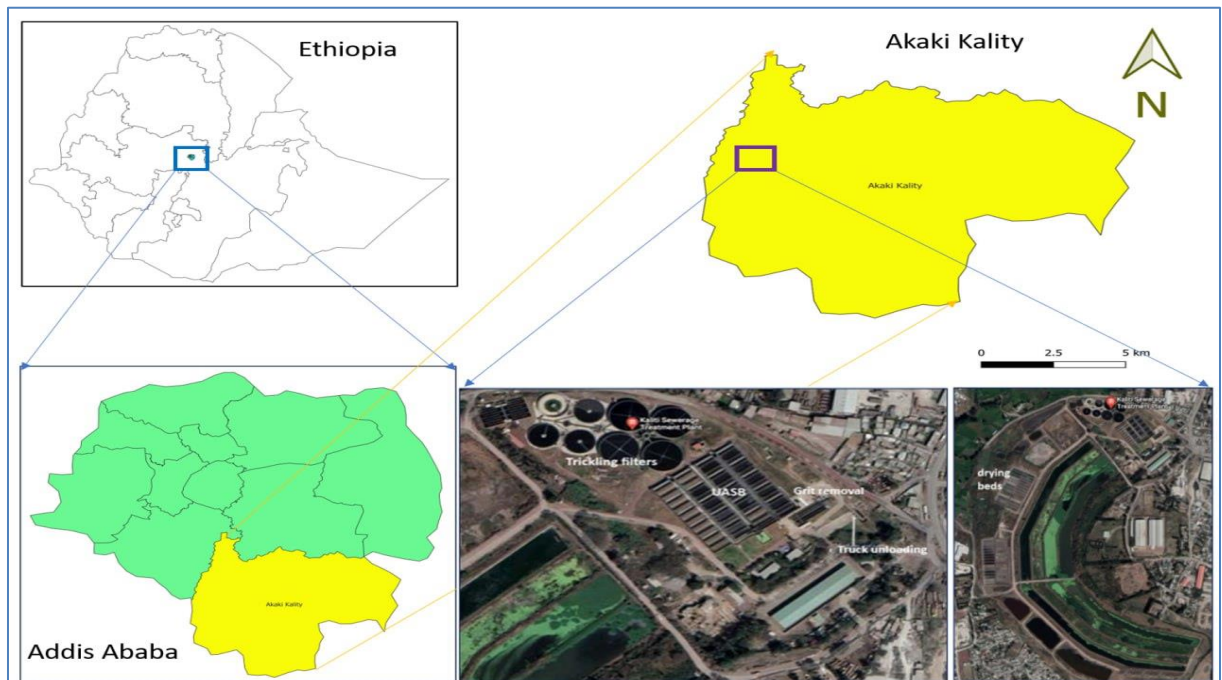 Ethiopia
Akaki Kality
N
Akaki Kality
0 2.5 5 km
Addis Ababa
Akaki Kality
Kaliti Sewerage
Treatment Plant
Trickling filters
UASB
Grit removal
Truck unloading
Kaliti Sewerage
Treatment Plant
drying
beds